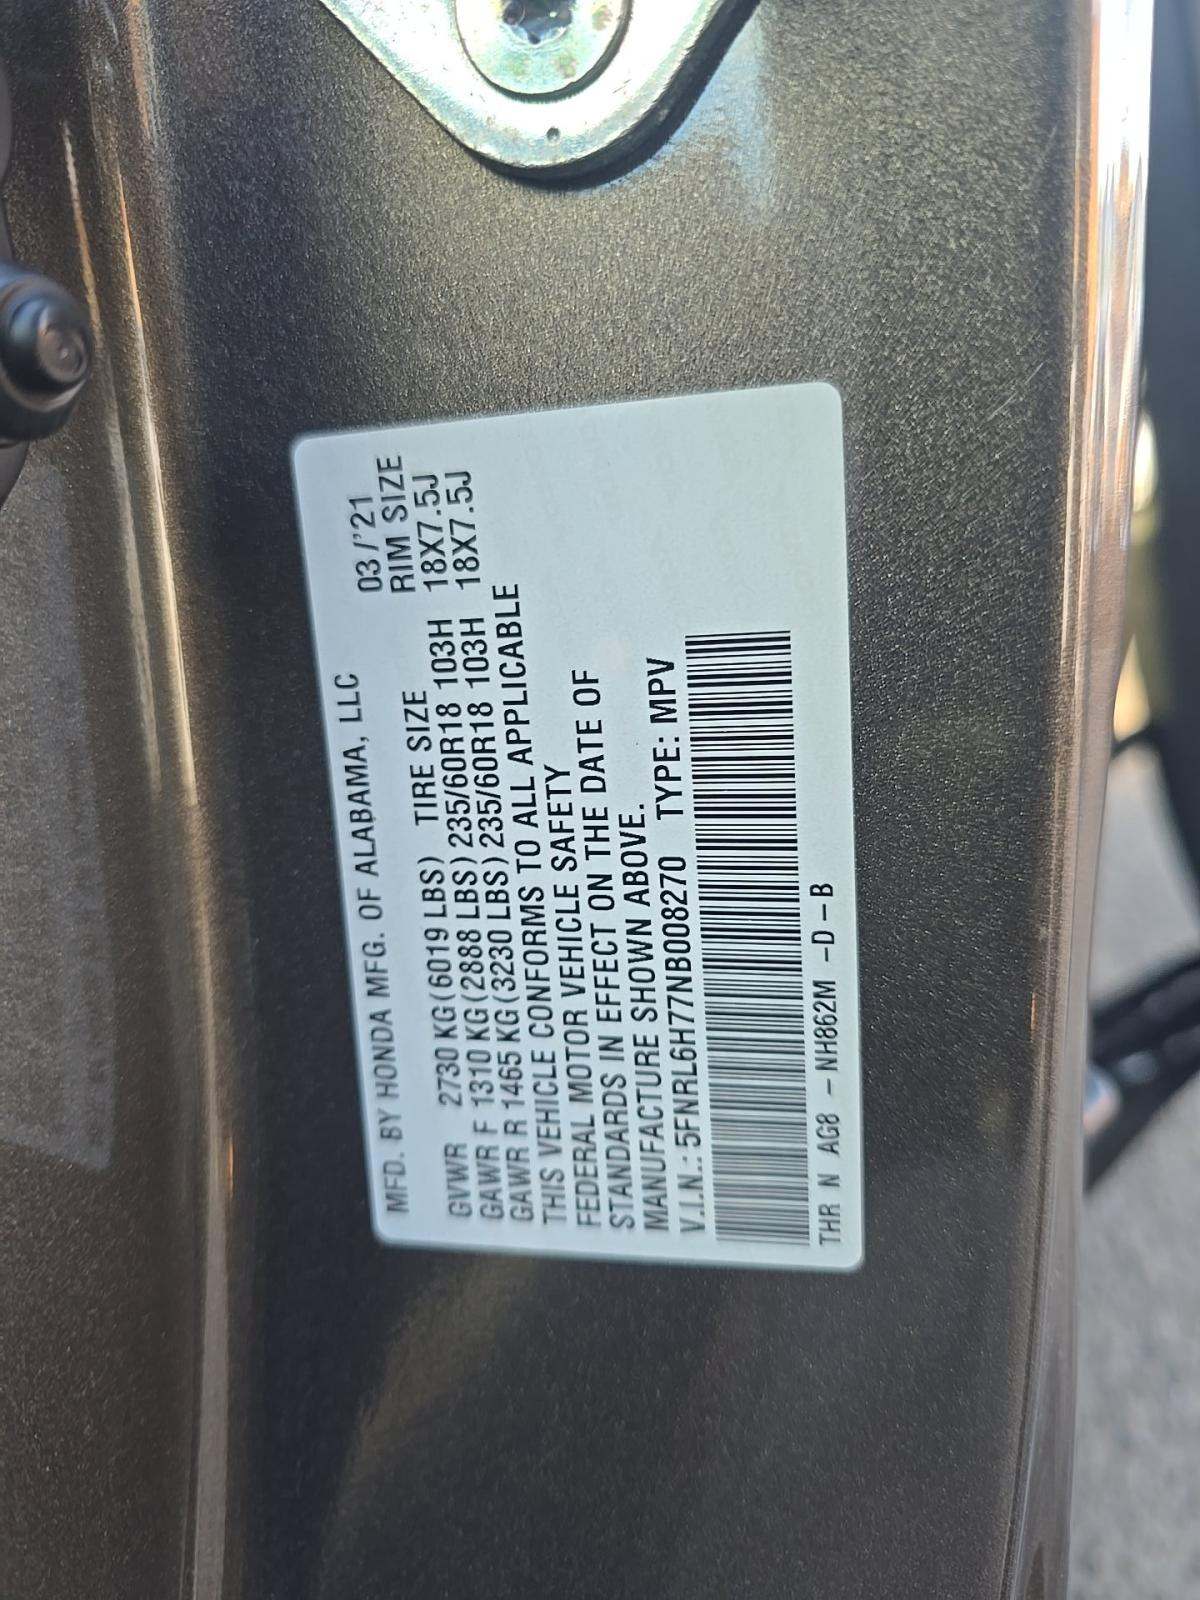 MFD. BY HONDA MFG. OF ALABAMA, LLC
03/'21
GVWR 2730 KG(6019 LBS) TIRE SIZE RIM SIZE
GAWR F 1310 KG(2888 LBS) 235/60R18 103H 18X7.5J
GAWR R 1465 KG(3230 LBS) 235/60R18 103H 18X7.5J
THIS VEHICLE CONFORMS TO ALL APPLICABLE
FEDERAL MOTOR VEHICLE SAFETY
STANDARDS IN EFFECT ON THE DATE OF
MANUFACTURE SHOWN ABOVE.
V.I.N.: 5FNRL6H77NB008270 TYPE: MPV
THR N AG8 -NH862M -D-B